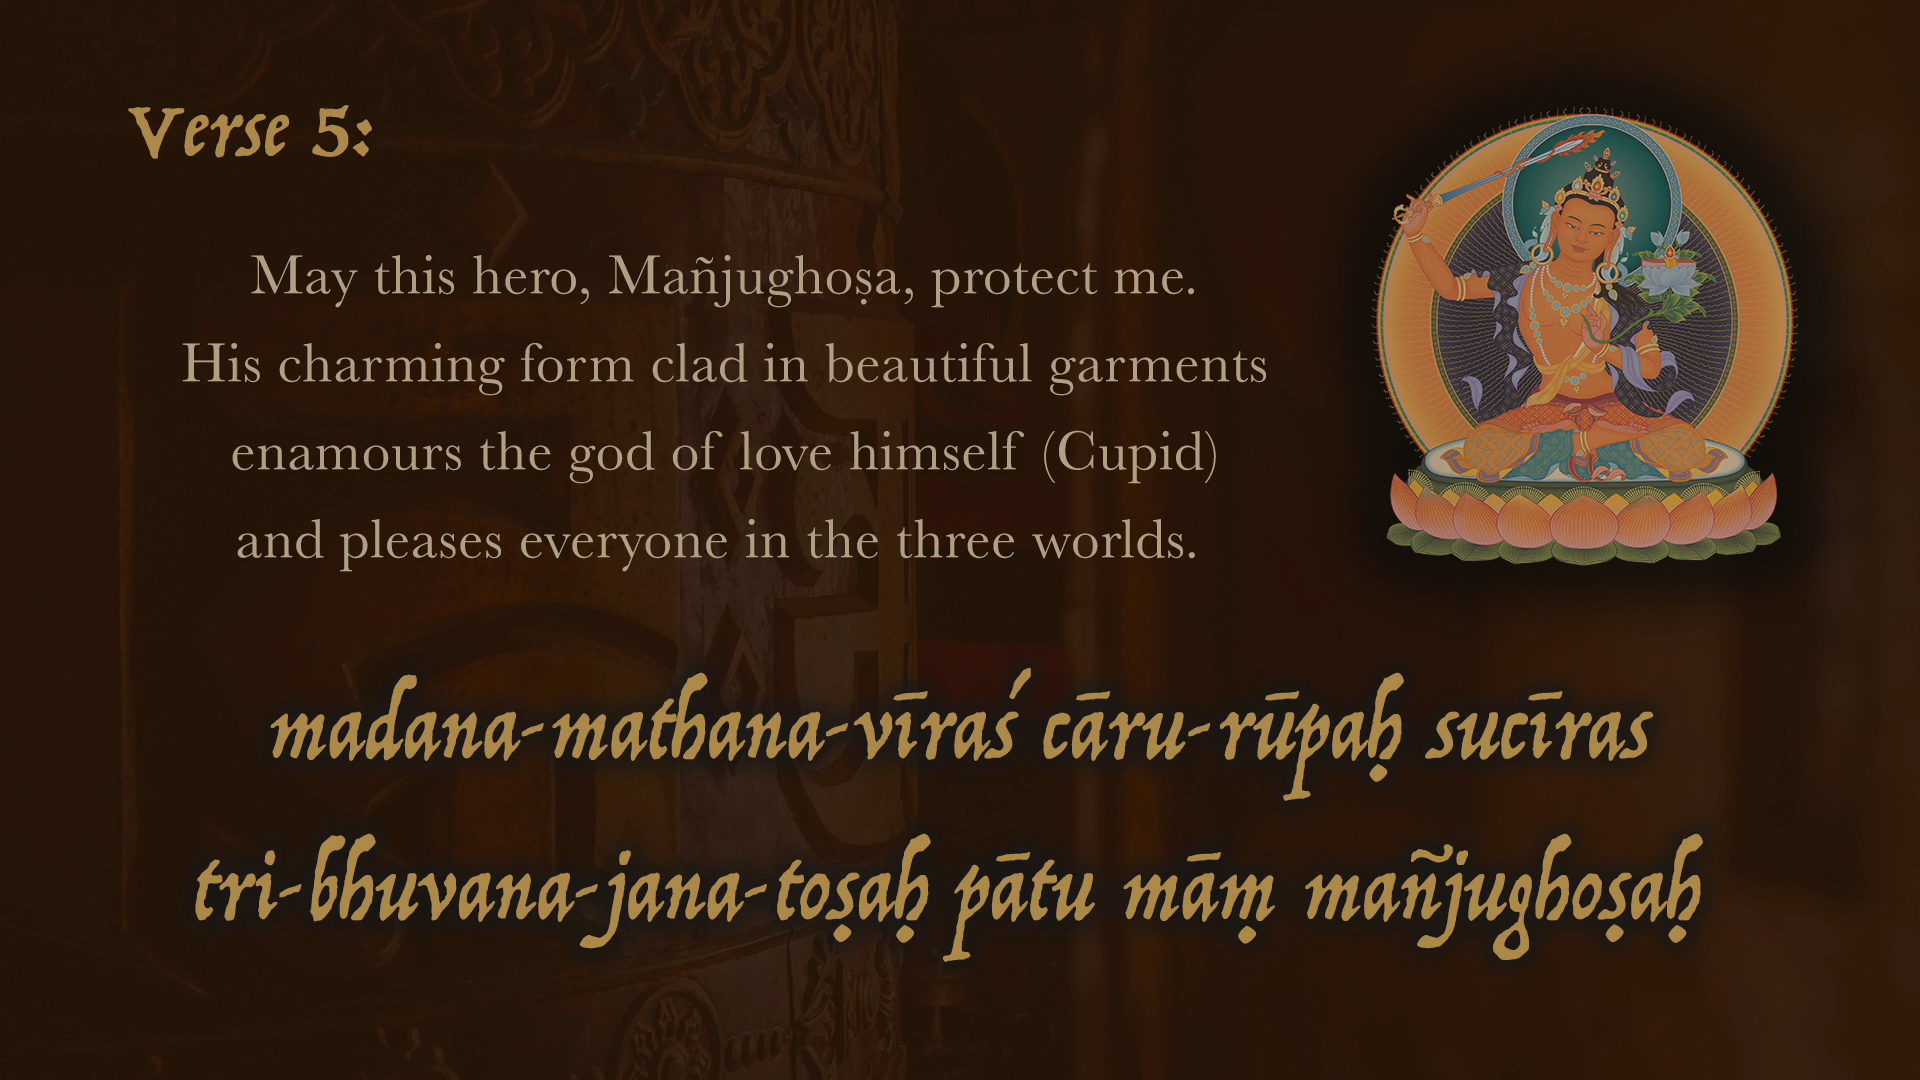 Verse 5:
May this hero, Mañjughoṣa, protect me.
His charming form clad in beautiful garments
enamours the god of love himself (Cupid)
and pleases everyone in the three worlds.
madana-mathana-vīraś cāru-rūpaḥ sucīras
tri-bhuvana-jana-toṣaḥ pātu māṃ mañjughoṣaḥ